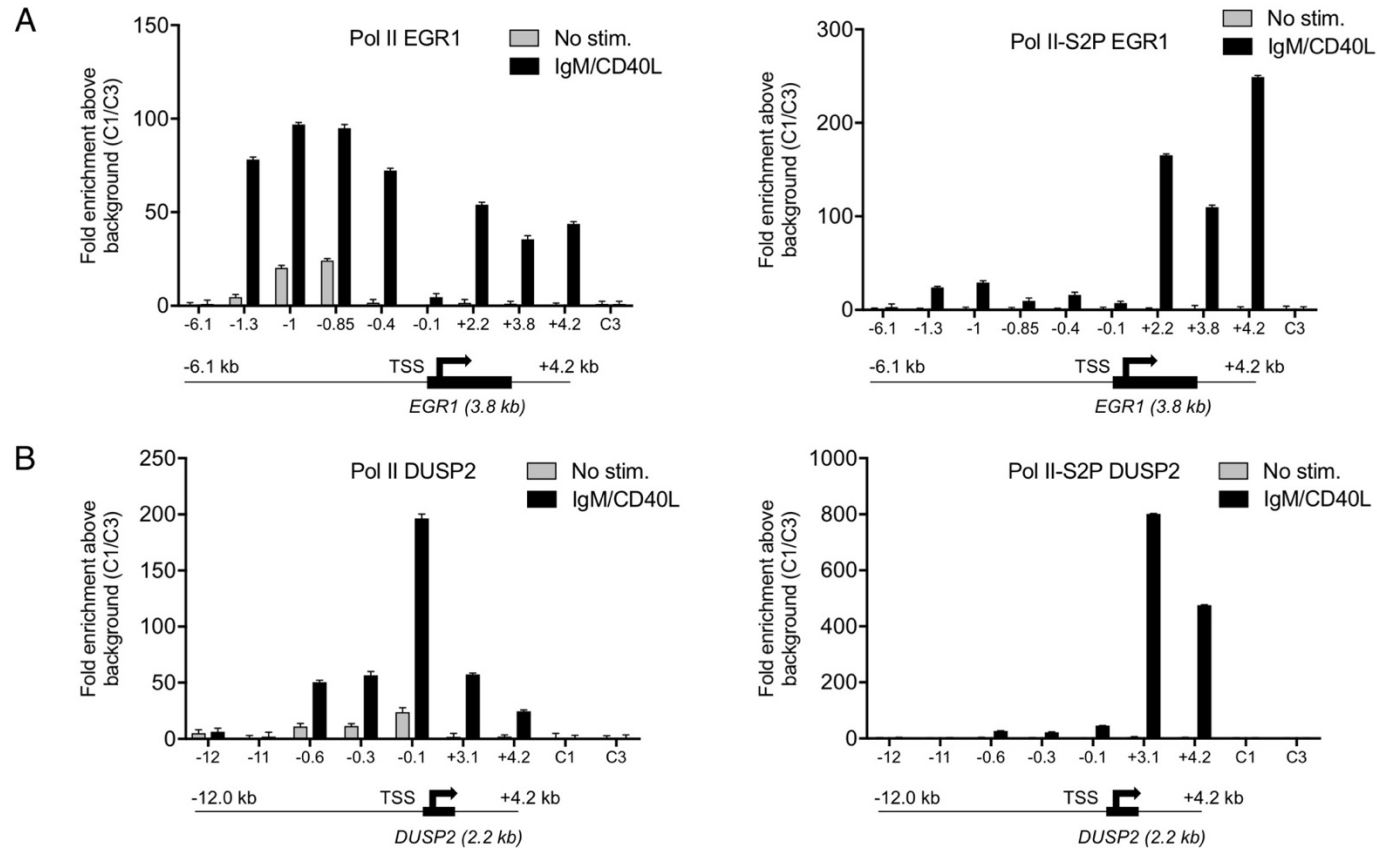 A
Pol II EGR1
No stim.
IgM/CD40L
Fold enrichment above
background (C1/C3)
150
100
50
0
-6.1 -1.3 -1 -0.85 -0.4 -0.1 +2.2 +3.8 +4.2 C3
-6.1 kb TSS +4.2 kb
EGR1 (3.8 kb)
Pol II-S2P EGR1
No stim.
IgM/CD40L
Fold enrichment above
background (C1/C3)
300
200
100
0
-6.1 -1.3 -1 -0.85 -0.4 -0.1 +2.2 +3.8 +4.2 C3
-6.1 kb TSS +4.2 kb
EGR1 (3.8 kb)
B
Pol II DUSP2
No stim.
IgM/CD40L
Fold enrichment above
background (C1/C3)
250
200
150
100
50
0
-12 -11 -0.6 -0.3 -0.1 +3.1 +4.2 C1 C3
-12.0 kb TSS +4.2 kb
DUSP2 (2.2 kb)
Pol II-S2P DUSP2
No stim.
IgM/CD40L
Fold enrichment above
background (C1/C3)
1000
800
600
400
200
0
-12 -11 -0.6 -0.3 -0.1 +3.1 +4.2 C1 C3
-12.0 kb TSS +4.2 kb
DUSP2 (2.2 kb)